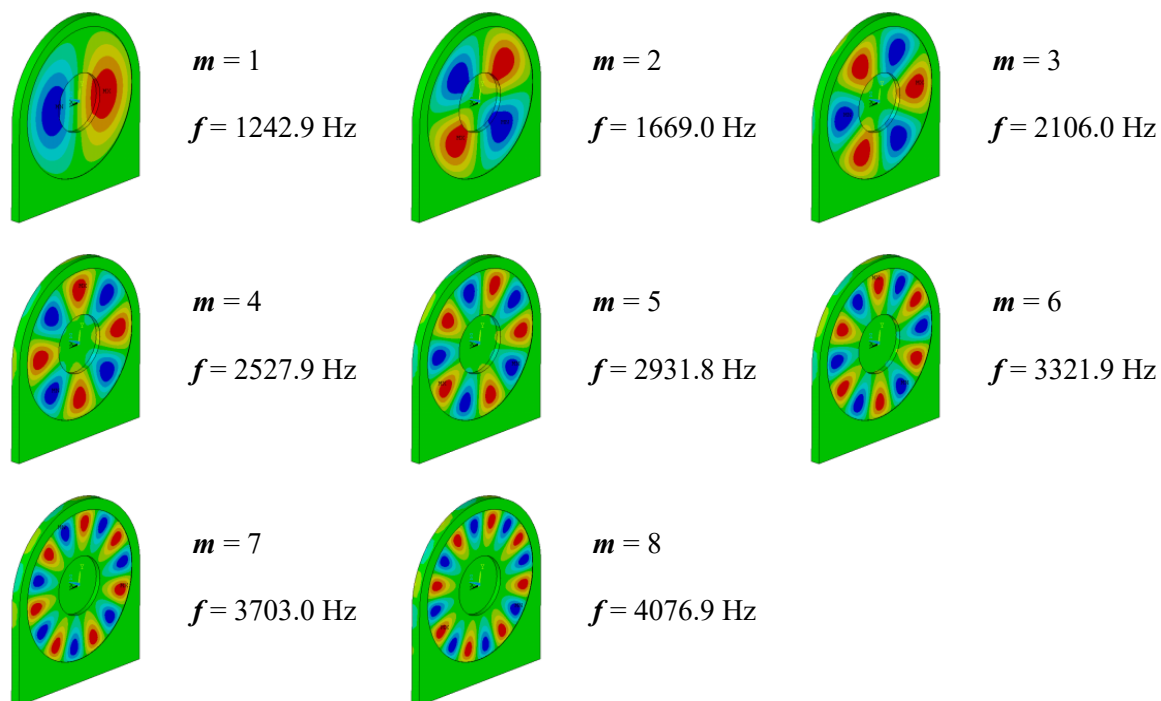 m = 1
f = 1242.9 Hz
m = 2
f = 1669.0 Hz
m = 3
f = 2106.0 Hz
m = 4
f = 2527.9 Hz
m = 5
f = 2931.8 Hz
m = 6
f = 3321.9 Hz
m = 7
f = 3703.0 Hz
m = 8
f = 4076.9 Hz